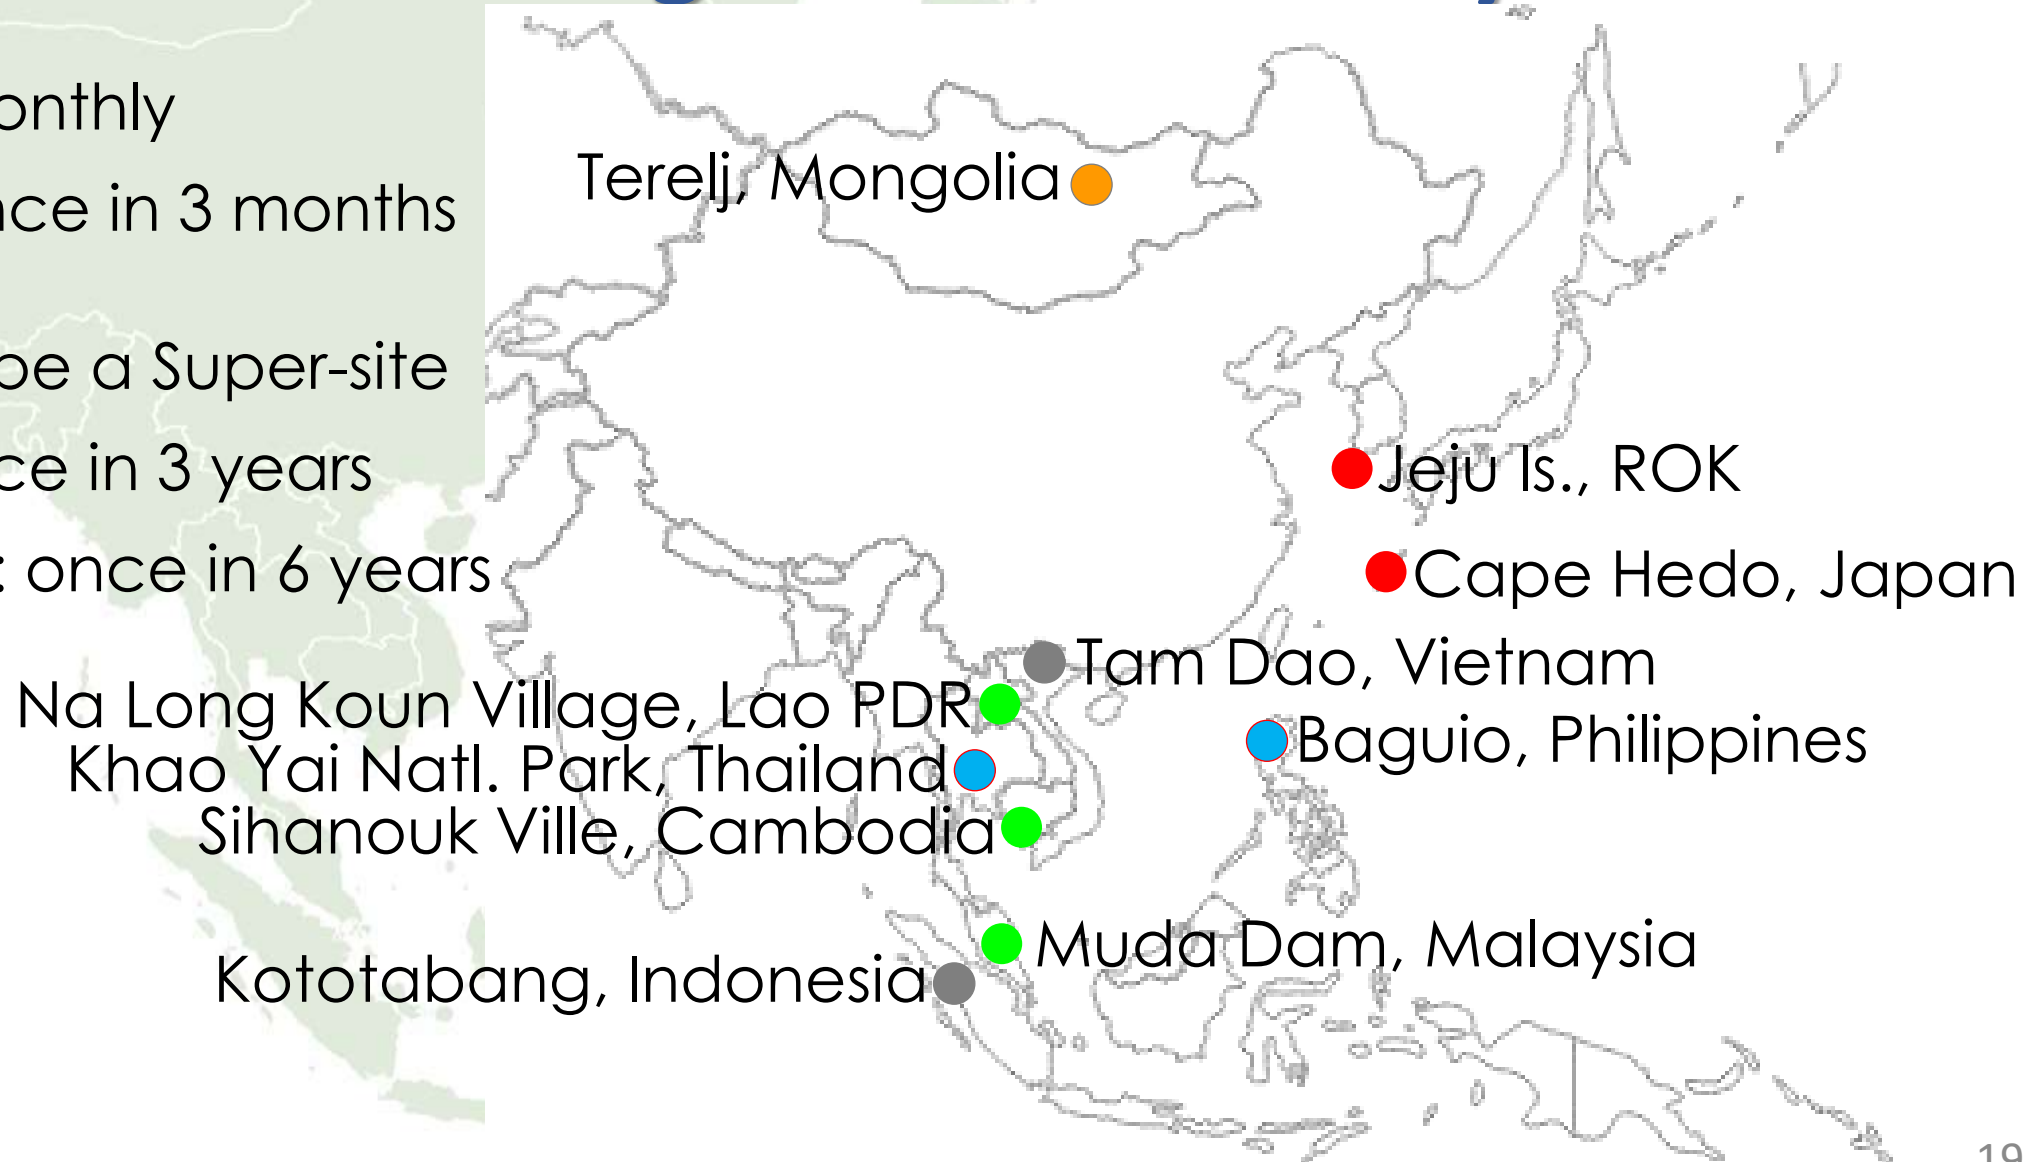 onthly
nce in 3 months
be a Super-site
ce in 3 years
: once in 6 years
Terelj, Mongolia
Jeju Is., ROK
Cape Hedo, Japan
Tam Dao, Vietnam
Na Long Koun Village, Lao PDR
Baguio, Philippines
Khao Yai Natl. Park, Thailand
Sihanouk Ville, Cambodia
Muda Dam, Malaysia
Kototabang, Indonesia
19